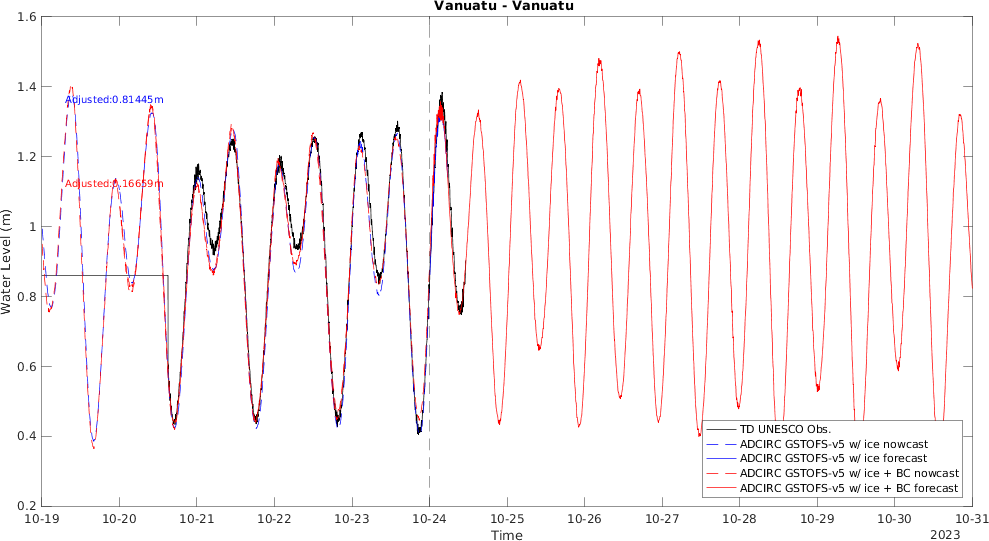 Vanuatu - Vanuatu
1.6
1.4
1.2
1
0.8
0.6
0.4
0.2
Water Level (m)
Adjusted:0.81445m
Adjusted:0.16659m
TD UNESCO Obs.
ADCIRC GSTOFS-v5 w/ ice nowcast
ADCIRC GSTOFS-v5 w/ ice forecast
ADCIRC GSTOFS-v5 w/ ice + BC nowcast
ADCIRC GSTOFS-v5 w/ ice + BC forecast
10-19 10-20 10-21 10-22 10-23 10-24 10-25 10-26 10-27 10-28 10-29 10-30 10-31
Time
2023